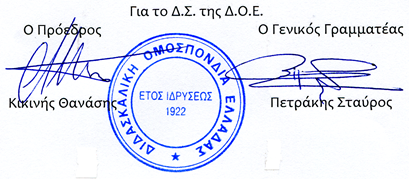 Για το Δ.Σ. της Δ.Ο.Ε.
Ο Πρόεδρος
Ο Γενικός Γραμματέας
ΔΙΔΑΣΚΑΛΙΚΗ ΟΜΟΣΠΟΝΔΙΑ ΕΛΛΑΔΑΣ
ΕΤΟΣ ΙΔΡΥΣΕΩΣ
1922
Κικινής Θανάσης
Πετράκης Σταύρος